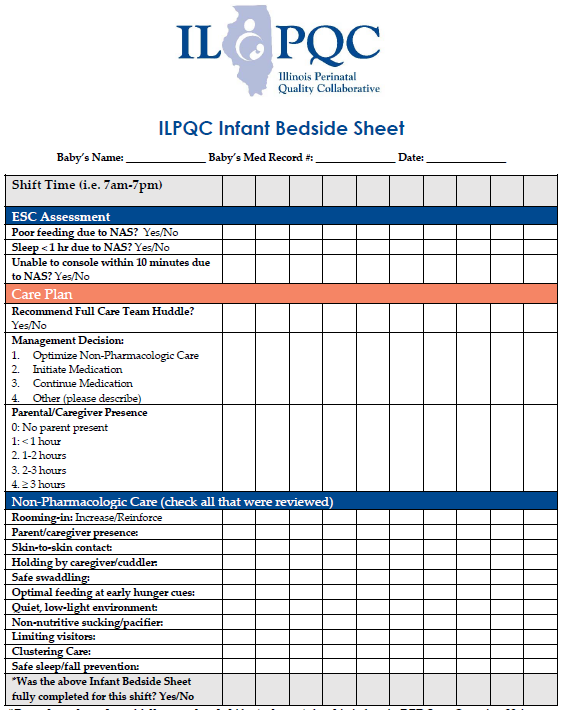 IL PQC
Illinois Perinatal
Quality Collaborative
ILPQC Infant Bedside Sheet
Baby's Name: ______________ Baby's Med Record #: ______________ Date: ______________
Shift Time (i.e. 7am-7pm)
ESC Assessment
Poor feeding due to NAS? Yes/No
Sleep < 1 hr due to NAS? Yes/No
Unable to console within 10 minutes due
to NAS? Yes/No
Care Plan
Recommend Full Care Team Huddle?
Yes/No
Management Decision:
1. Optimize Non-Pharmacologic Care
2. Initiate Medication
3. Continue Medication
4. Other (please describe)
Parental/Caregiver Presence
0: No parent present
1: < 1 hour
2. 1-2 hours
3. 2-3 hours
4. ≥ 3 hours
Non-Pharmacologic Care (check all that were reviewed)
Rooming-in: Increase/Reinforce
Parent/caregiver presence:
Skin-to-skin contact:
Holding by caregiver/cuddler:
Safe swaddling:
Optimal feeding at early hunger cues:
Quiet, low-light environment:
Non-nutritive sucking/pacifier:
Limiting visitors:
Clustering Care:
Safe sleep/fall prevention:
*Was the above Infant Bedside Sheet
fully completed for this shift? Yes/No